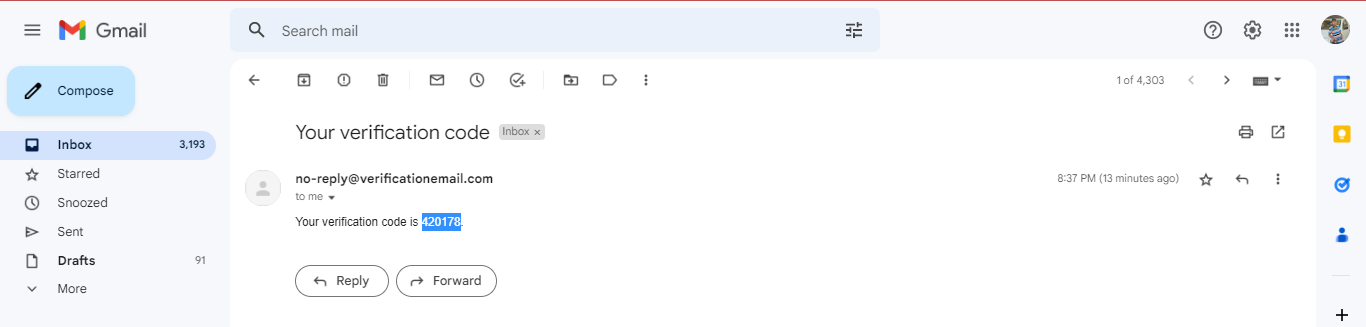 Gmail
Search mail
Compose
1 of 4,303
Inbox 3,193
Starred
Snoozed
Sent
Drafts 91
More
Your verification code Inbox ×
no-reply@verificationemail.com 8:37 PM (13 minutes ago)
to me
Your verification code is 420178.
Reply Forward
31